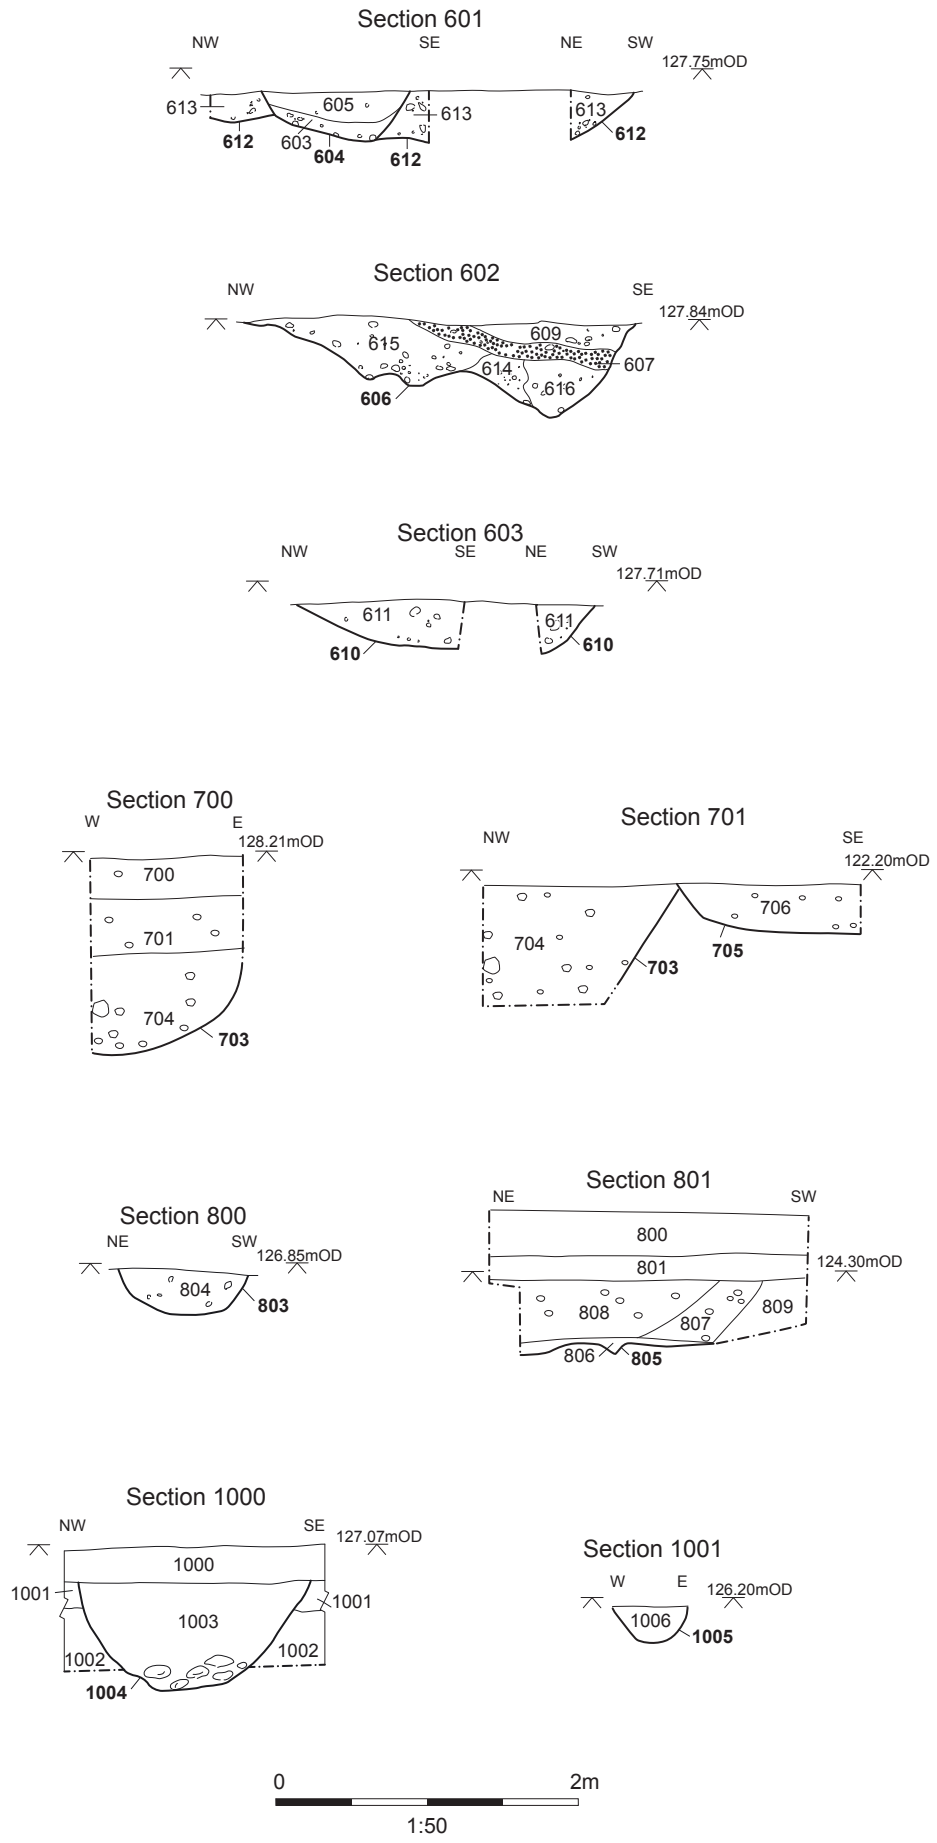 Section 601
NW SE NE SW
127.75mOD
613 605 613 613
612 603 604 612 612
Section 602
NW SE
127.84mOD
615 609
614 607
606 616
Section 603
NW SE NE SW
127.71mOD
611 611
610 610
Section 700
W E
128.21mOD
700
701
704
703
Section 701
NW SE
122.20mOD
706
704 705
703
Section 800
NE SW
126.85mOD
804
803
Section 801
NE SW
800
124.30mOD
801
808 807 809
806 805
Section 1000
NW SE
127.07mOD
1000
1001 1001
1003
1002 1002
1004
Section 1001
W E
126.20mOD
1006
1005
0 2m
1:50